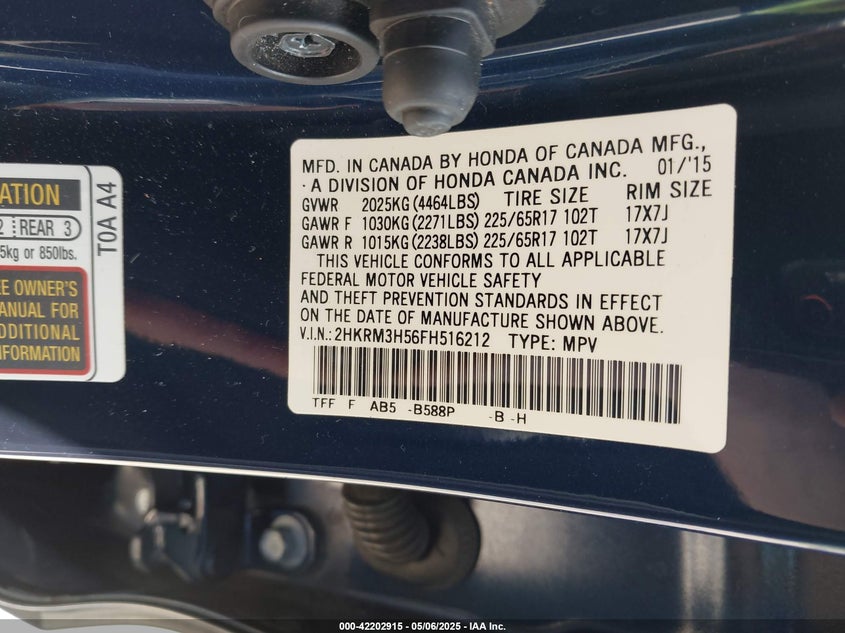 ATION
2 REAR 3
5kg or 850lbs.
E OWNER'S
ANUAL FOR
DDITIONAL
NFORMATION
T0A A4
MFD. IN CANADA BY HONDA OF CANADA MFG.,
A DIVISION OF HONDA CANADA INC. 01/'15
GVWR 2025KG(4464LBS) TIRE SIZE RIM SIZE
GAWR F 1030KG(2271LBS) 225/65R17 102T 17X7J
GAWR R 1015KG(2238LBS) 225/65R17 102T 17X7J
THIS VEHICLE CONFORMS TO ALL APPLICABLE
FEDERAL MOTOR VEHICLE SAFETY
AND THEFT PREVENTION STANDARDS IN EFFECT
ON THE DATE OF MANUFACTURE SHOWN ABOVE.
V.I.N.:2HKRM3H56FH516212 TYPE: MPV
TFF F AB5 -B588P -B -H
000-42202915 - 05/06/2025 - IAA Inc.